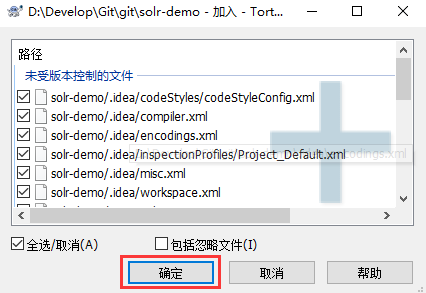 D:\Develop\Git\git\solr-demo - 加入 - Tort...
路径
未受版本控制的文件
solr-demo/.idea/codeStyles/codeStyleConfig.xml
solr-demo/.idea/compiler.xml
solr-demo/.idea/encodings.xml
solr-demo/.idea/inspectionProfiles/Project_Default.xml
solr-demo/.idea/misc.xml
solr-demo/.idea/workspace.xml
全选/取消(A) 包括忽略文件(I)
确定 取消 帮助